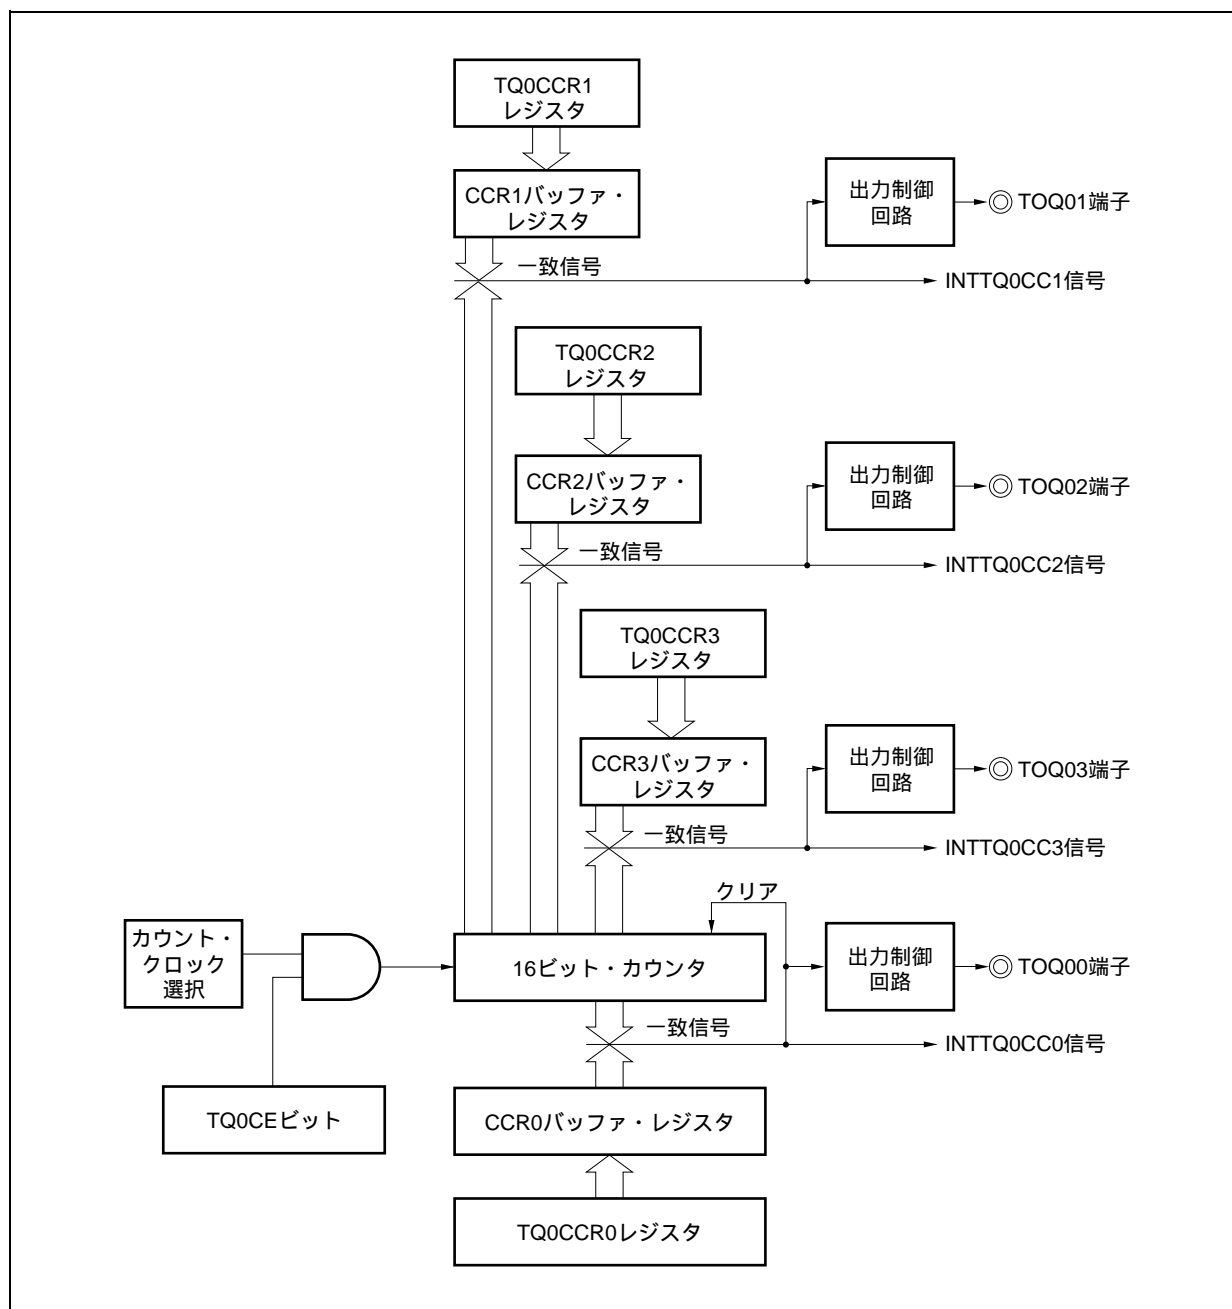 TQ0CCR1
レジスタ
CCR1バッファ・
レジスタ
一致信号
出力制御
回路
TOQ01端子
INTTQ0CC1信号
TQ0CCR2
レジスタ
CCR2バッファ・
レジスタ
一致信号
出力制御
回路
TOQ02端子
INTTQ0CC2信号
TQ0CCR3
レジスタ
CCR3バッファ・
レジスタ
一致信号
出力制御
回路
TOQ03端子
INTTQ0CC3信号
クリア
カウント・
クロック
選択
16ビット・カウンタ
出力制御
回路
TOQ00端子
一致信号
INTTQ0CC0信号
TQ0CEビット
CCR0バッファ・レジスタ
TQ0CCR0レジスタ